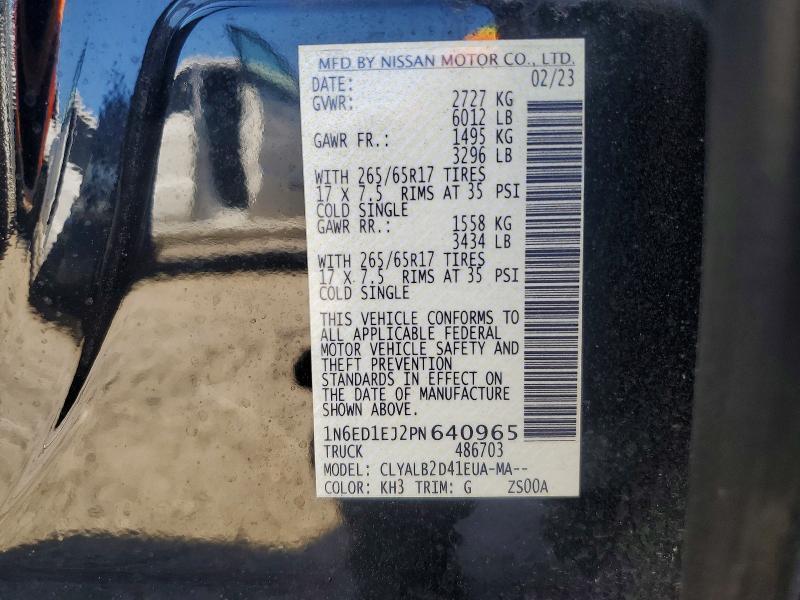 MFD BY NISSAN MOTOR CO., LTD.
DATE: 02/23
GVWR: 2727 KG
6012 LB
GAWR FR.: 1495 KG
3296 LB
WITH 265/65R17 TIRES
17 X 7.5 RIMS AT 35 PSI
COLD SINGLE
GAWR RR.: 1558 KG
3434 LB
WITH 265/65R17 TIRES
17 X 7.5 RIMS AT 35 PSI
COLD SINGLE
THIS VEHICLE CONFORMS TO
ALL APPLICABLE FEDERAL
MOTOR VEHICLE SAFETY AND
THEFT PREVENTION
STANDARDS IN EFFECT ON
THE DATE OF MANUFACTURE
SHOWN ABOVE.
1N6ED1EJ2PN640965
TRUCK 486703
MODEL: CLYALB2D41EUA-MA--
COLOR: KH3 TRIM: G ZS00A